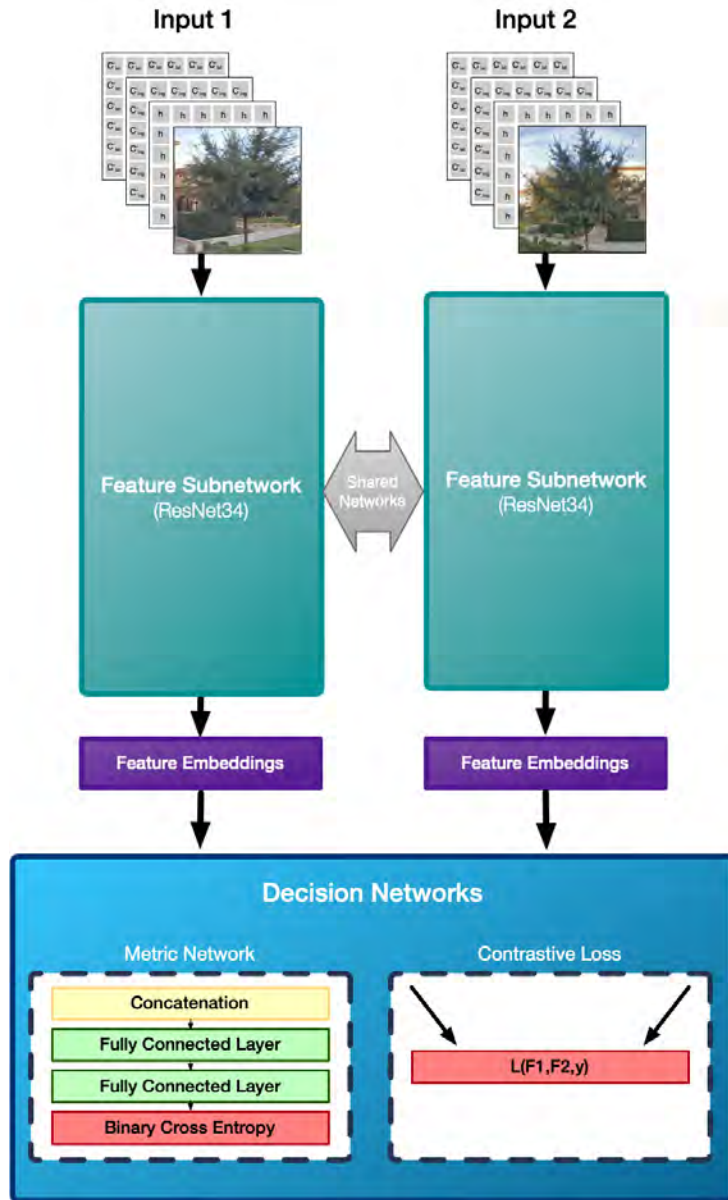 Input 1
Input 2
h h h h h h
h
h
h
h
h
h h h h h h
h
h
h
h
h
Feature Subnetwork
(ResNet34)
Shared
Networks
Feature Subnetwork
(ResNet34)
Feature Embeddings
Feature Embeddings
Decision Networks
Metric Network
Contrastive Loss
Concatenation
Fully Connected Layer
Fully Connected Layer
Binary Cross Entropy
L(F1,F2,y)